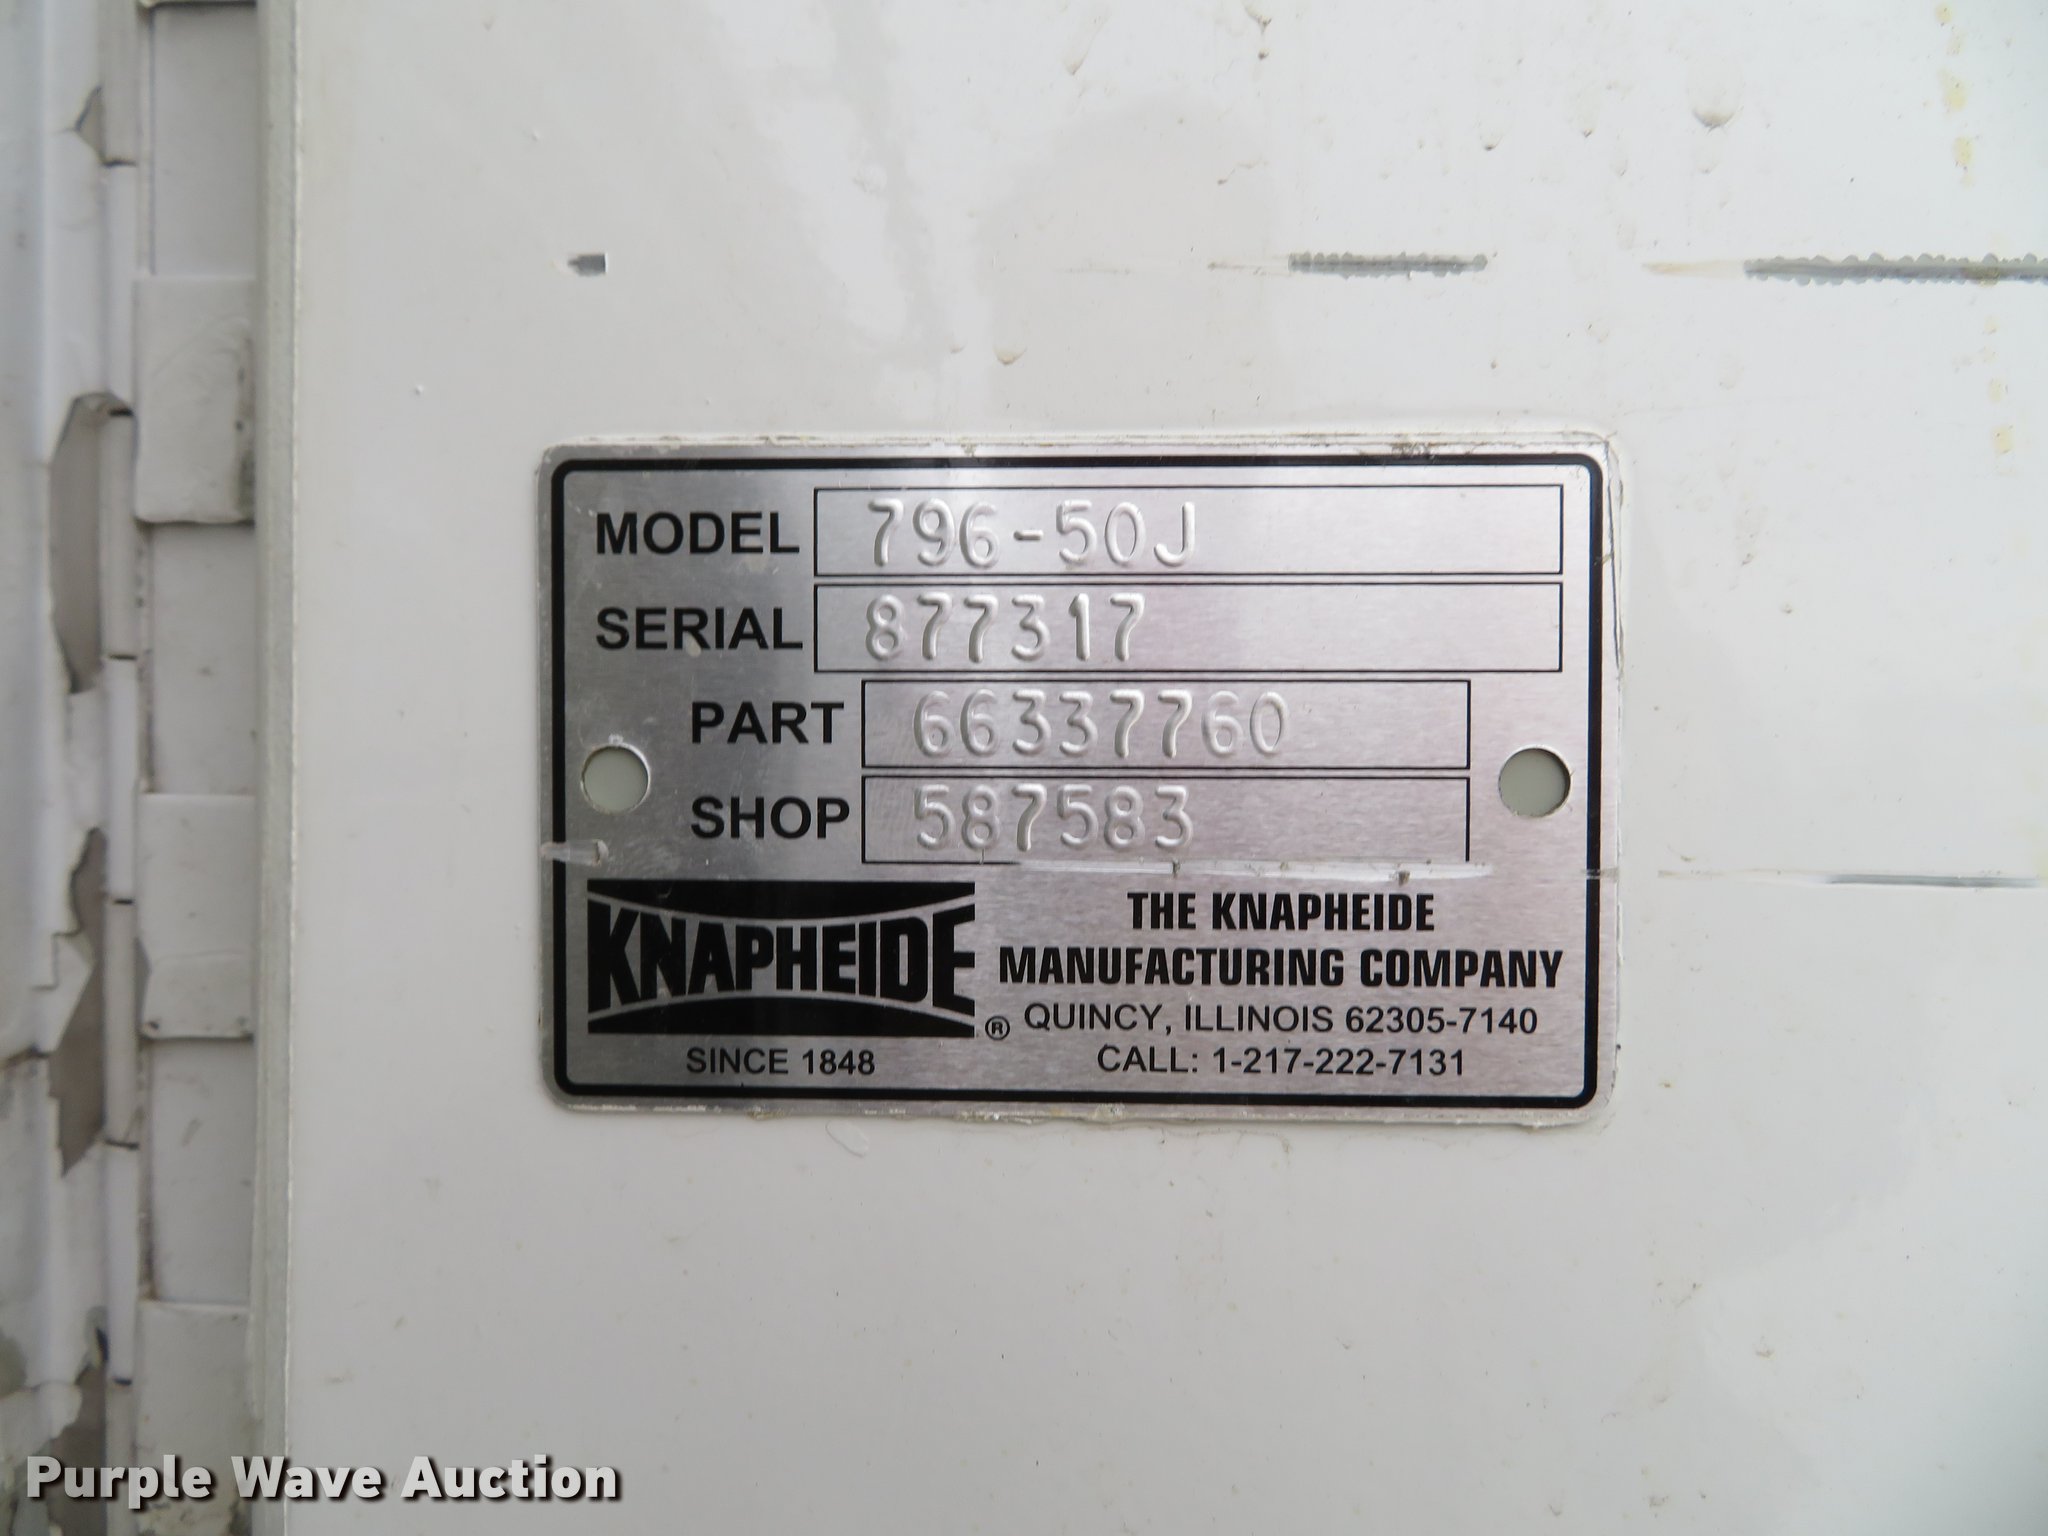 MODEL 796-50J
SERIAL 877317
PART 66337760
SHOP 587583
KNAPHEIDE ®
SINCE 1848
THE KNAPHEIDE
MANUFACTURING COMPANY
QUINCY, ILLINOIS 62305-7140
CALL: 1-217-222-7131
Purple Wave Auction